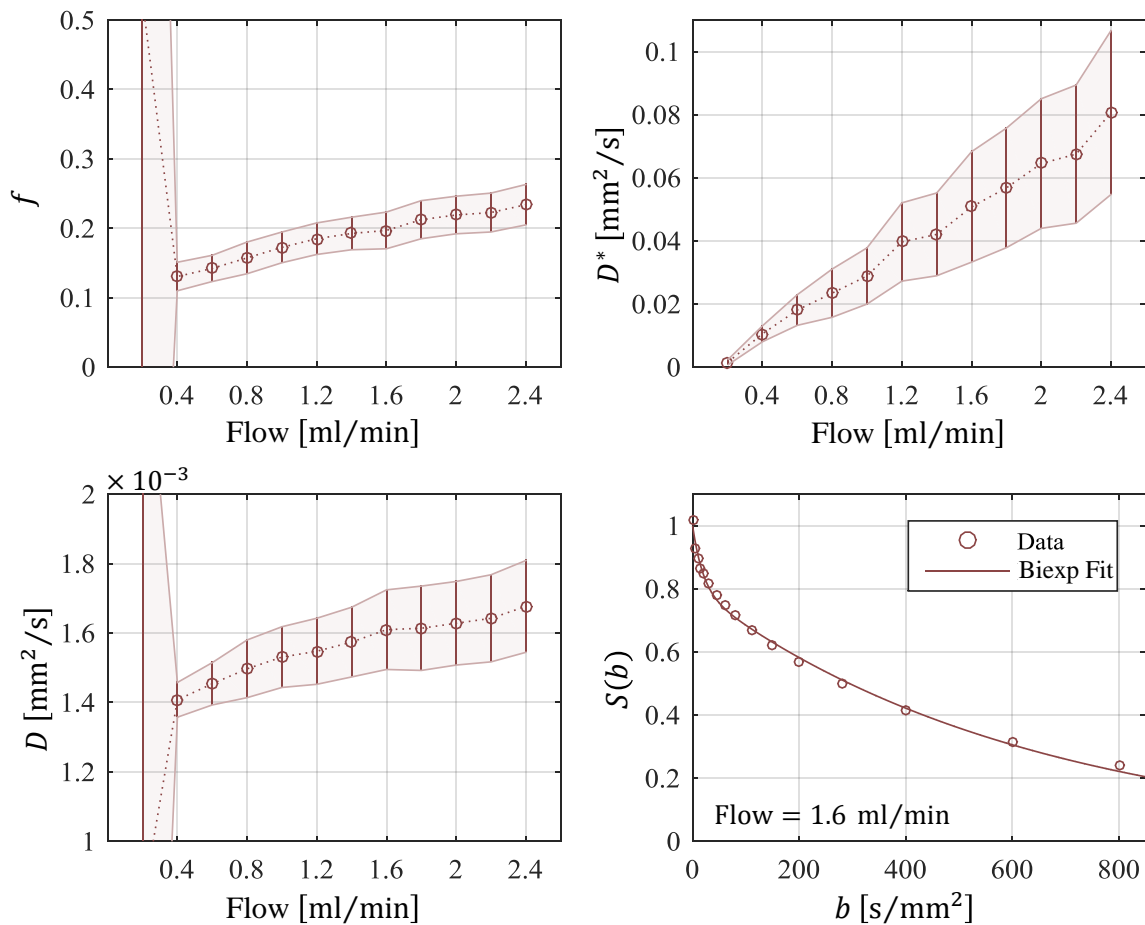 0.5
0.4
0.3
0.2
0.1
0
f
0.4 0.8 1.2 1.6 2 2.4
Flow [ml/min]
0.1
0.08
0.06
0.04
0.02
0
D* [mm²/s]
0.4 0.8 1.2 1.6 2 2.4
Flow [ml/min]
× 10⁻³
2
1.8
1.6
1.4
1.2
1
D [mm²/s]
0.4 0.8 1.2 1.6 2 2.4
Flow [ml/min]
1
0.8
0.6
0.4
0.2
0
S(b)
Data
Biexp Fit
Flow = 1.6 ml/min
0 200 400 600 800
b [s/mm²]